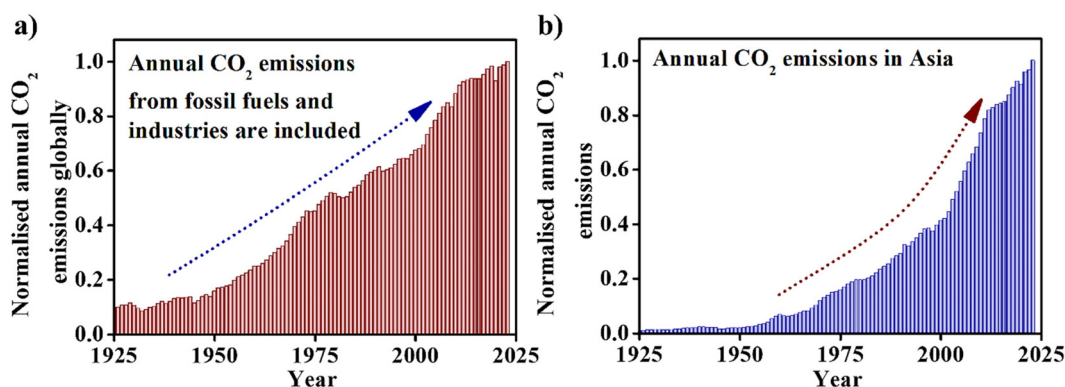 a)
Normalised annual CO2
emissions globally
1.0
0.8
0.6
0.4
0.2
0.0
Annual CO2 emissions
from fossil fuels and
industries are included
1925 1950 1975 2000 2025
Year
b)
Normalised annual CO2
emissions
1.0
0.8
0.6
0.4
0.2
0.0
Annual CO2 emissions in Asia
1925 1950 1975 2000 2025
Year